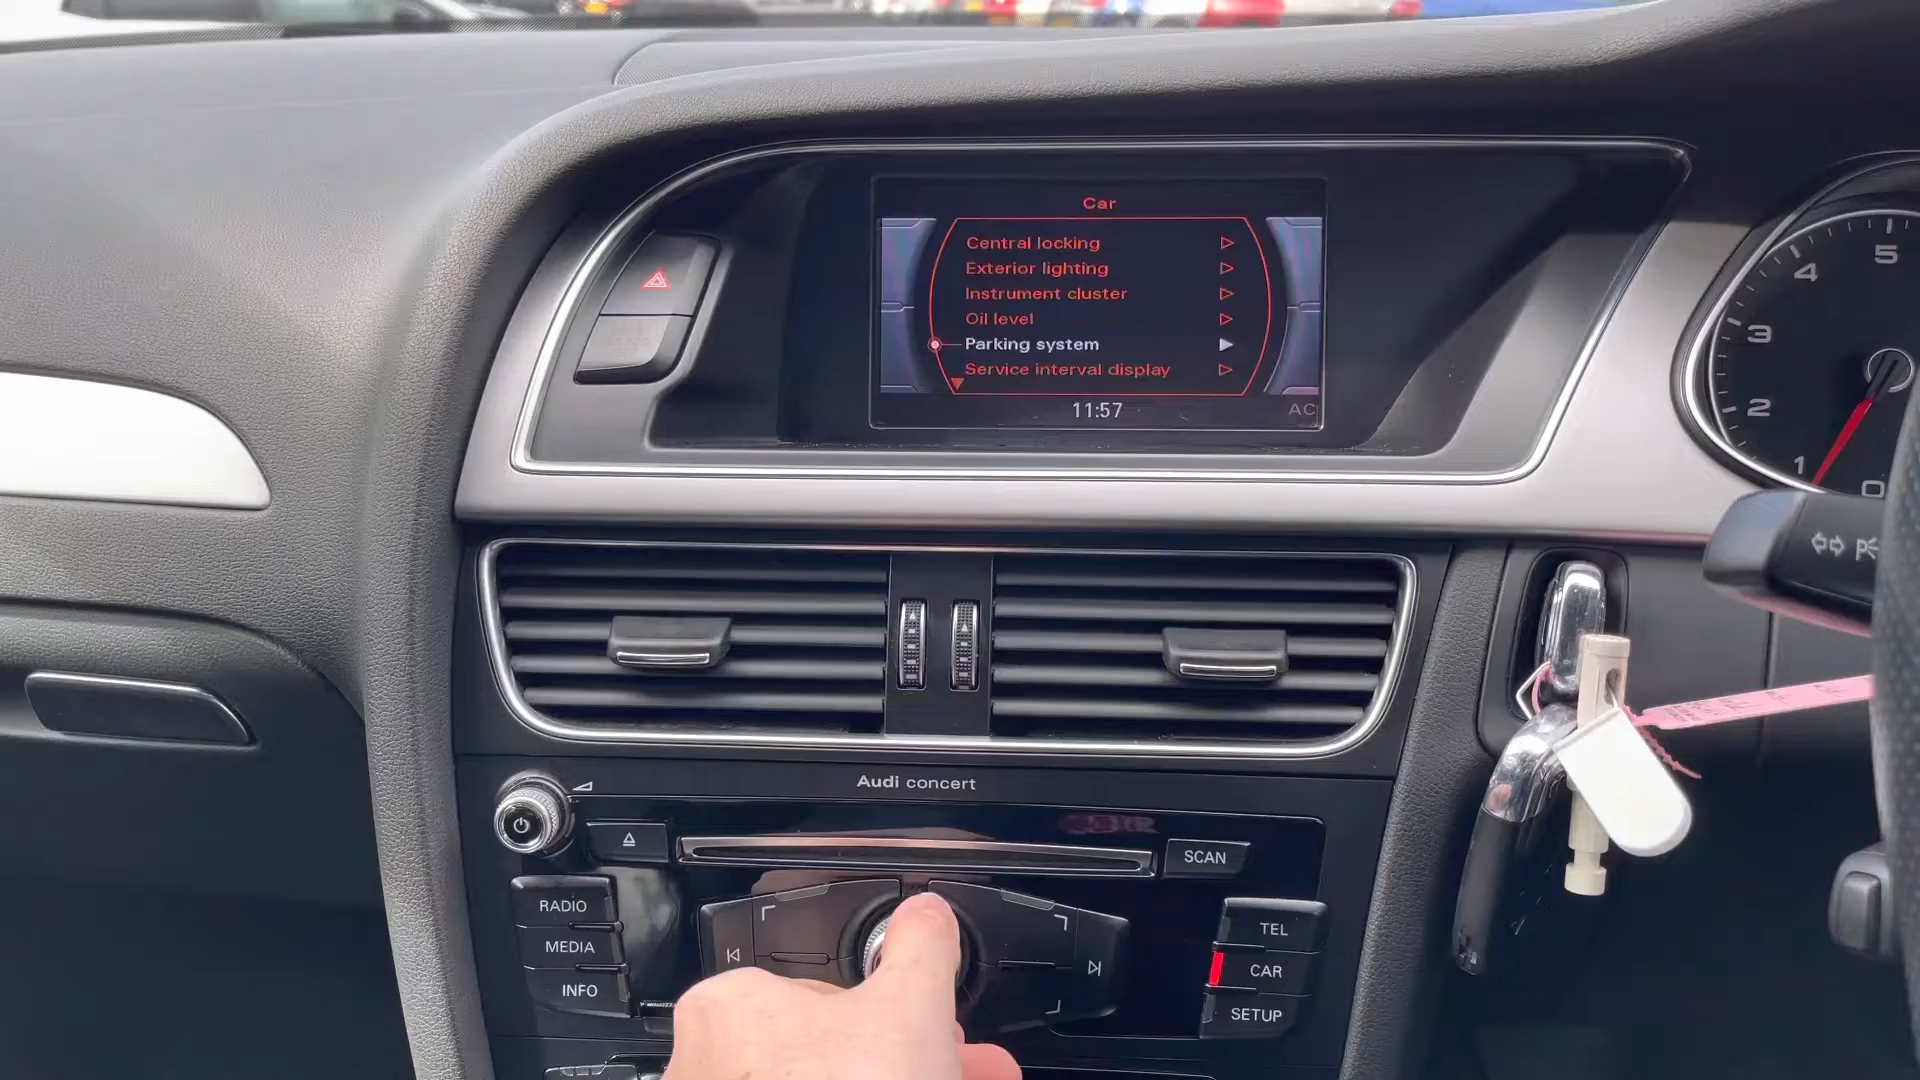 Car
Central locking
Exterior lighting
Instrument cluster
Oil level
Parking system
Service interval display
11:57
AC
5
4
3
2
1
0
P
Audi concert
SCAN
RADIO
MEDIA
INFO
TEL
CAR
SETUP